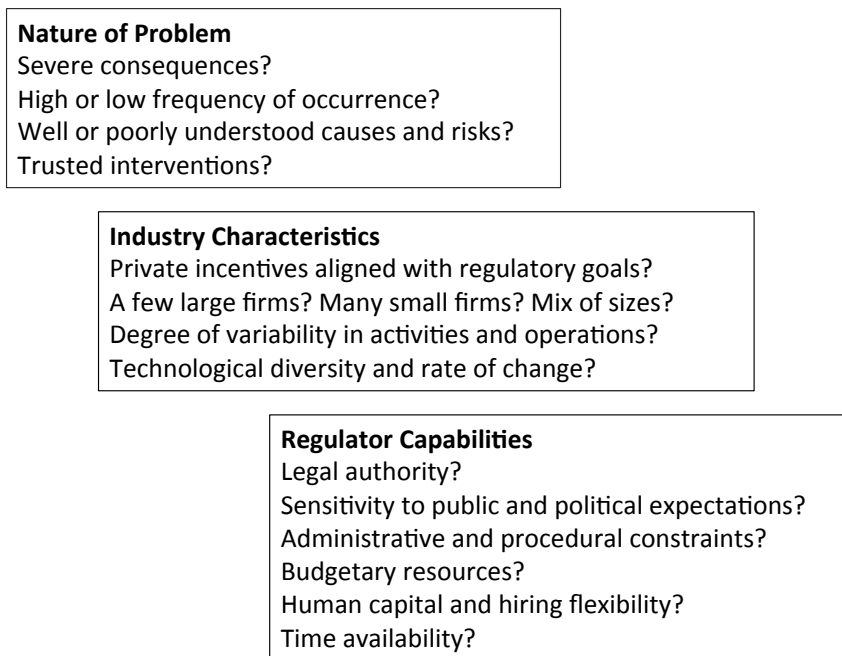 Nature of Problem
Severe consequences?
High or low frequency of occurrence?
Well or poorly understood causes and risks?
Trusted interventions?
Industry Characteristics
Private incentives aligned with regulatory goals?
A few large firms? Many small firms? Mix of sizes?
Degree of variability in activities and operations?
Technological diversity and rate of change?
Regulator Capabilities
Legal authority?
Sensitivity to public and political expectations?
Administrative and procedural constraints?
Budgetary resources?
Human capital and hiring flexibility?
Time availability?